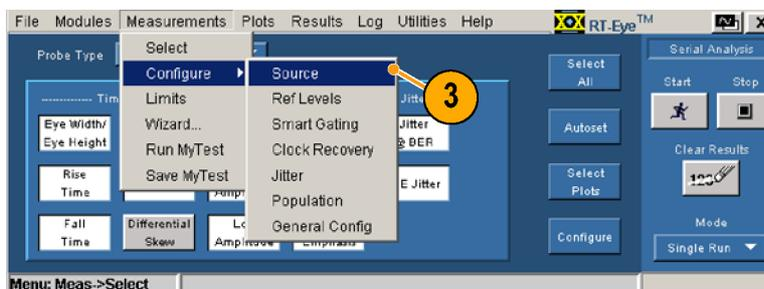 File Modules Measurements Plots Results Log Utilities Help RT-Eye™
Probe Type
Select
Configure
Limits
Wizard...
Run MyTest
Save MyTest
Source
Ref Levels
Smart Gating
Clock Recovery
Jitter
Population
General Config
3
Eye Width/
Eye Height
Rise
Time
Fall
Time
Differential
Skew
Jitter
@ BER
Select
All
Autoset
Select
Plots
Configure
Serial Analysis
Start Stop
Clear Results
Mode
Single Run
Menu: Meas->Select